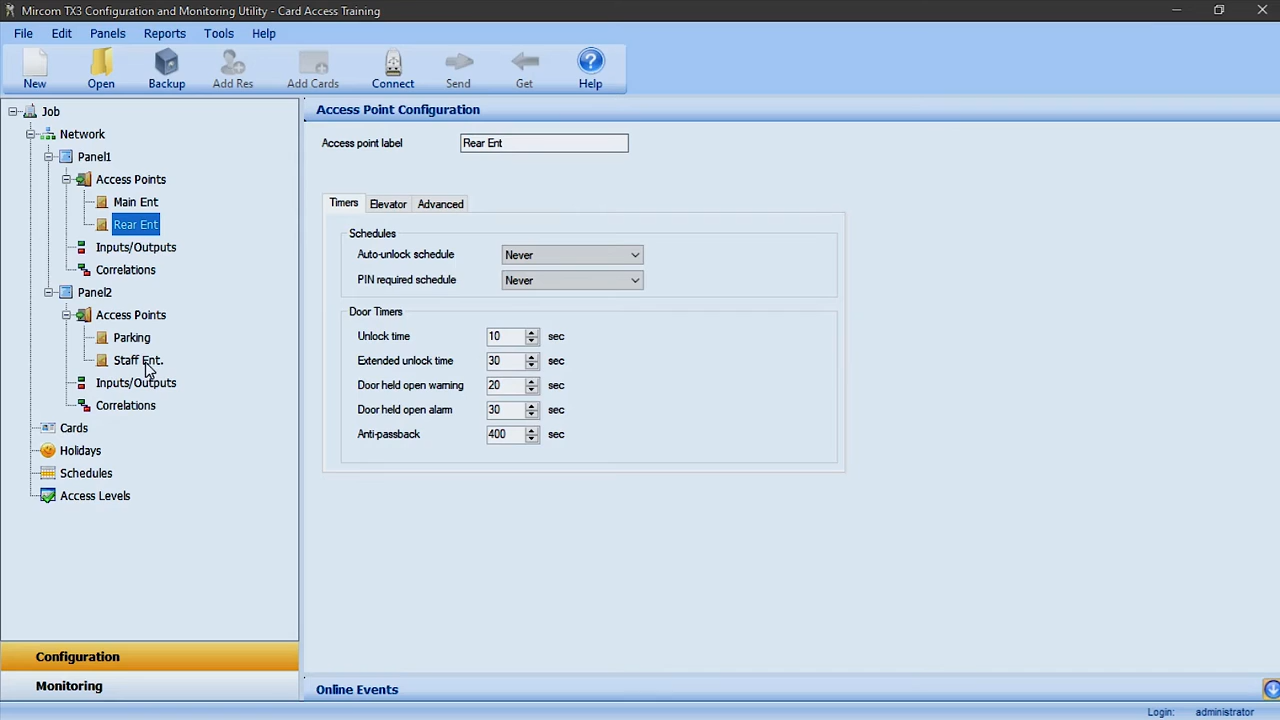 Mircom TX3 Configuration and Monitoring Utility - Card Access Training
File Edit Panels Reports Tools Help
New Open Backup Add Res Add Cards Connect Send Get Help
Job
Network
Panel1
Access Points
Main Ent
Rear Ent
Inputs/Outputs
Correlations
Panel2
Access Points
Parking
Staff Ent.
Inputs/Outputs
Correlations
Cards
Holidays
Schedules
Access Levels
Configuration
Monitoring
Access Point Configuration
Access point label Rear Ent
Timers Elevator Advanced
Schedules
Auto-unlock schedule Never
PIN required schedule Never
Door Timers
Unlock time 10 sec
Extended unlock time 30 sec
Door held open warning 20 sec
Door held open alarm 30 sec
Anti-passback 400 sec
Online Events
Login: administrator